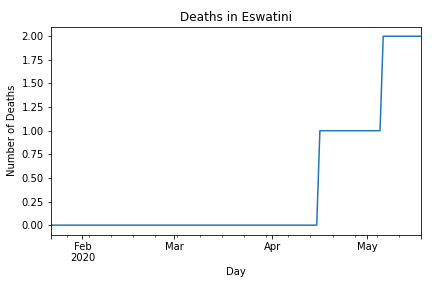 Deaths in Eswatini
2.00
1.75
1.50
1.25
1.00
0.75
0.50
0.25
0.00
Number of Deaths
Feb
2020
Mar
Apr
May
Day